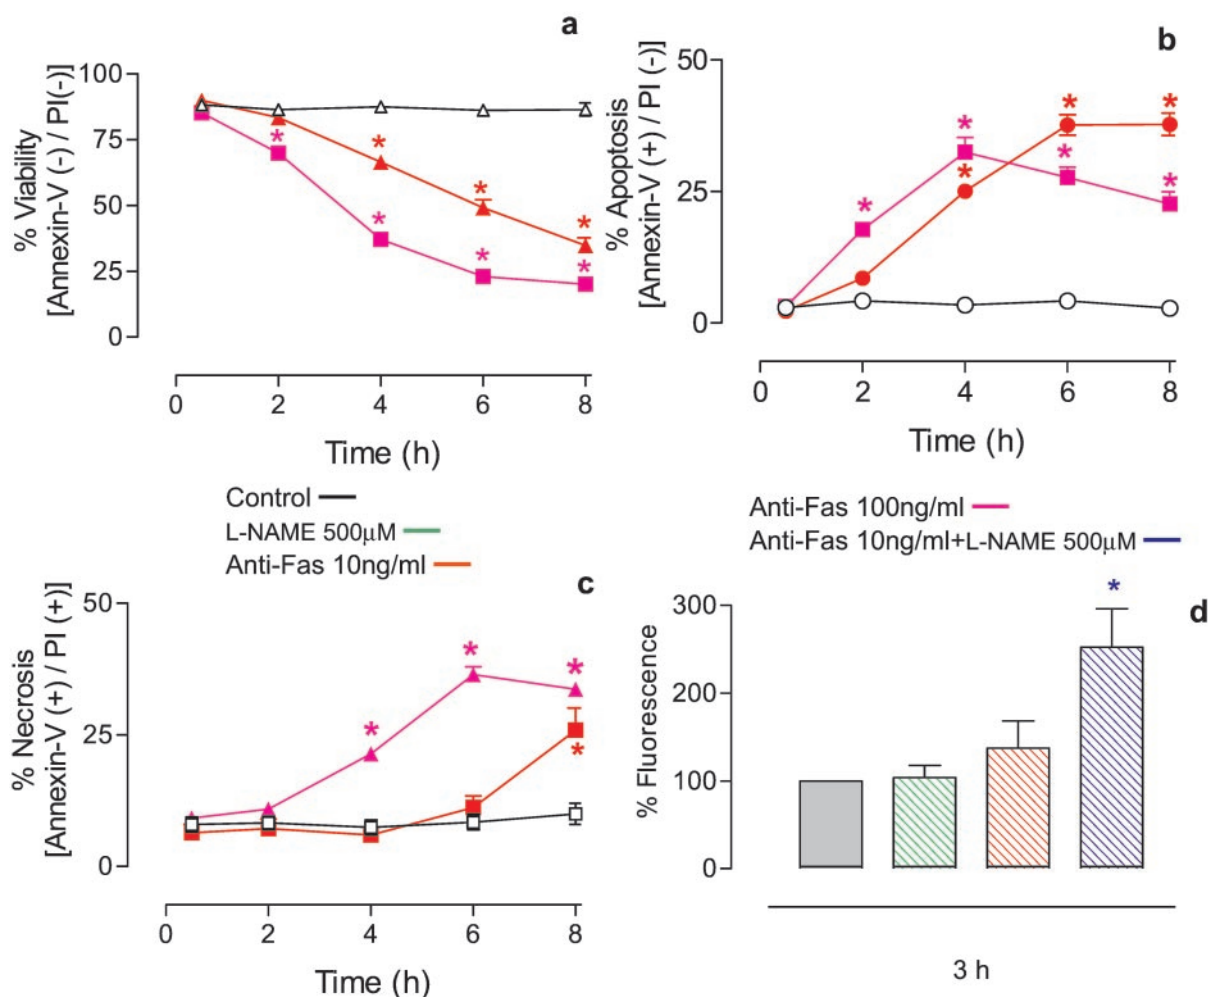 a
% Viability
[Annexin-V (-) / PI(-)]
100
75
50
25
0
* * * *
* * *
0 2 4 6 8
Time (h)
b
% Apoptosis
[Annexin-V (+) / PI (-)]
50
25
0
* * * *
* * *
0 2 4 6 8
Time (h)
Control
L-NAME 500µM
Anti-Fas 10ng/ml
Anti-Fas 100ng/ml
Anti-Fas 10ng/ml+L-NAME 500µM
c
% Necrosis
[Annexin-V (+) / PI (+)]
50
25
0
* * *
*
0 2 4 6 8
Time (h)
d
% Fluorescence
300
200
100
0
*
3 h